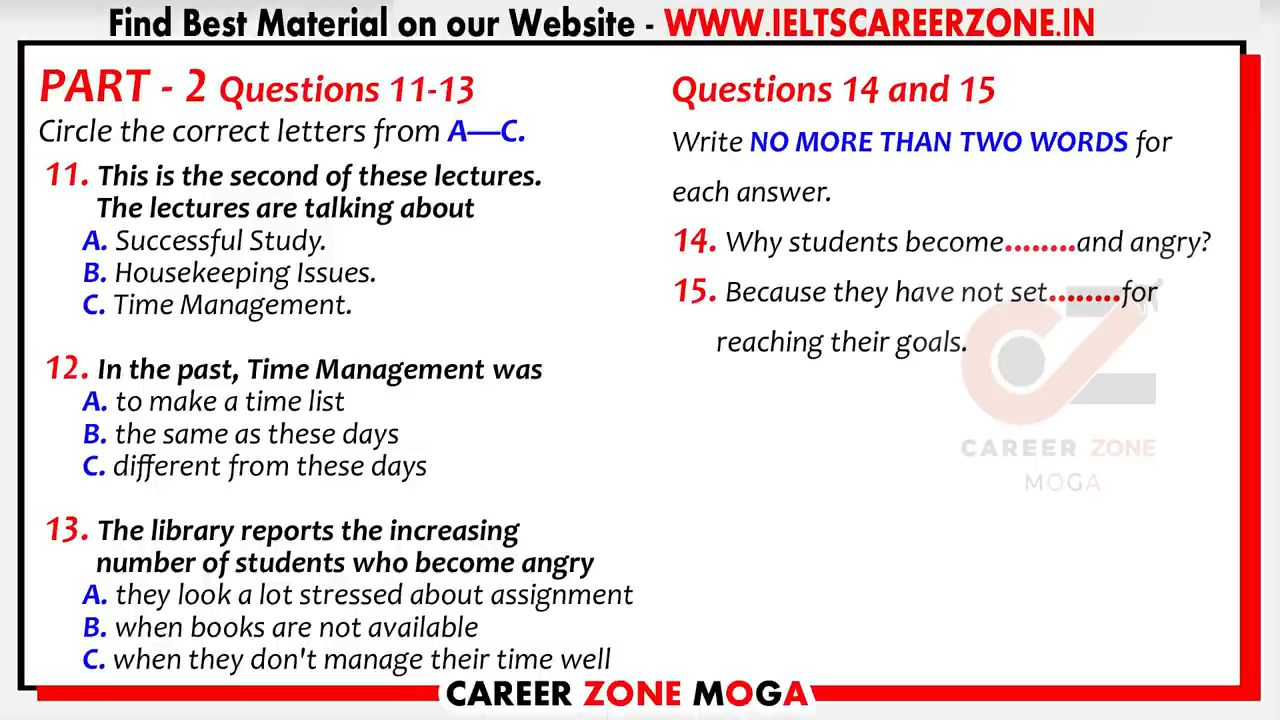 Find Best Material on our Website - WWW.IELTSCAREERZONE.IN
PART - 2 Questions 11-13
Circle the correct letters from A—C.
11. This is the second of these lectures.
The lectures are talking about
A. Successful Study.
B. Housekeeping Issues.
C. Time Management.
12. In the past, Time Management was
A. to make a time list
B. the same as these days
C. different from these days
13. The library reports the increasing
number of students who become angry
A. they look a lot stressed about assignment
B. when books are not available
C. when they don't manage their time well
Questions 14 and 15
Write NO MORE THAN TWO WORDS for
each answer.
14. Why students become........and angry?
15. Because they have not set........for
reaching their goals.
CAREER ZONE
MOGA
CAREER ZONE MOGA